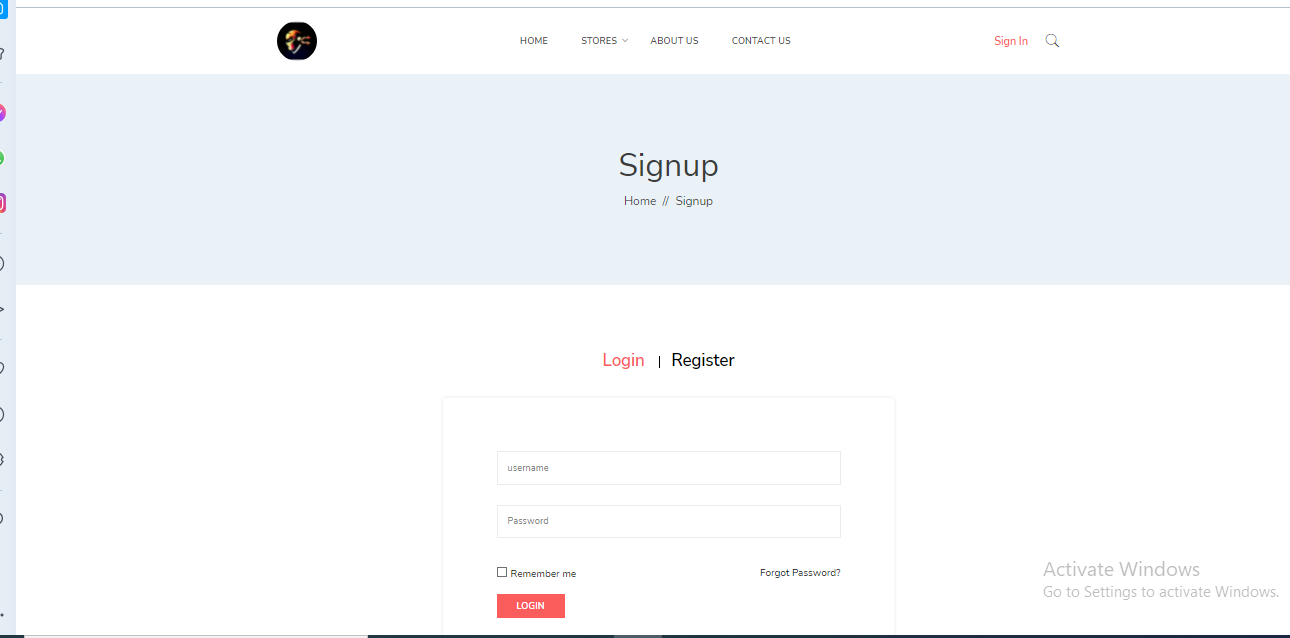 HOME STORES ABOUT US CONTACT US Sign In
Signup
Home // Signup
Login | Register
username
Password
Remember me Forgot Password?
LOGIN
Activate Windows
Go to Settings to activate Windows.